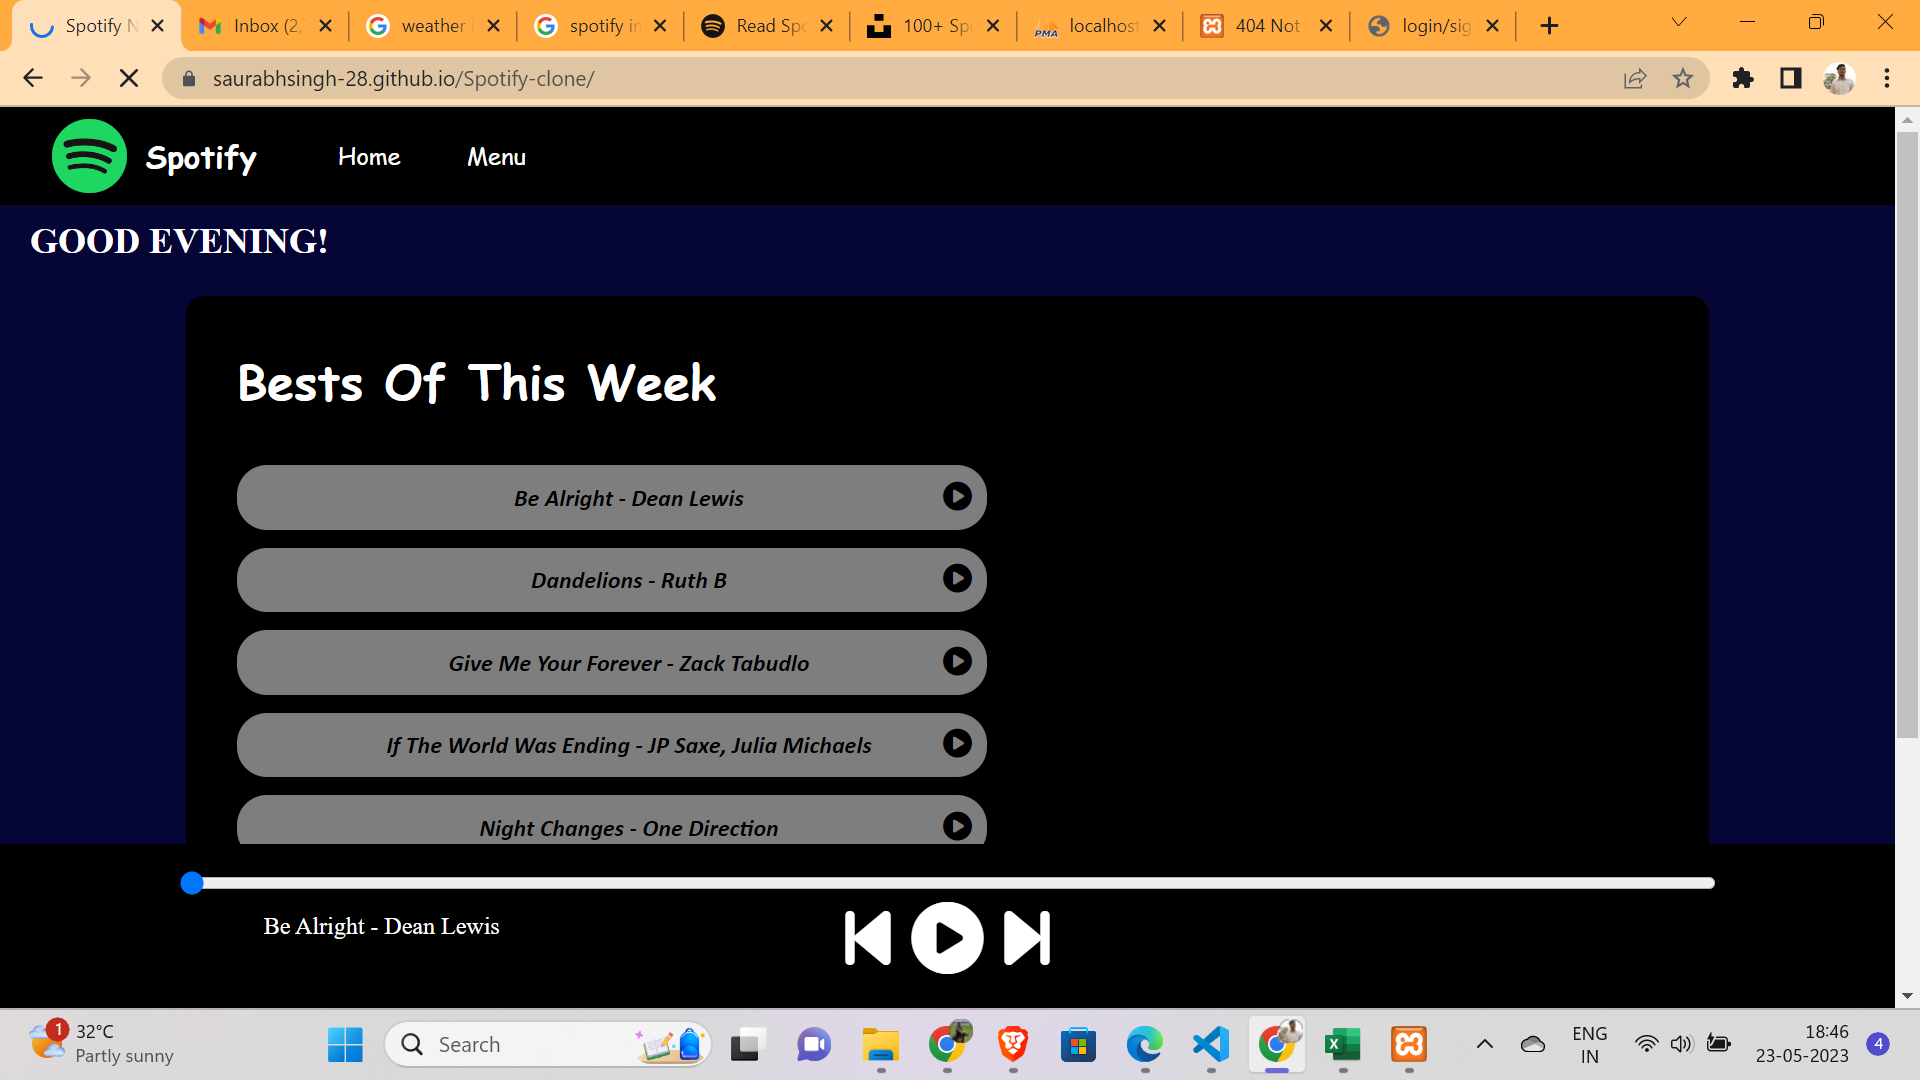 Spotify N
Inbox (2,
weather i
spotify in
Read Spo
100+ Sp
PMA
localhost
404 Not
login/sig
saurabhsingh-28.github.io/Spotify-clone/
Spotify
Home
Menu
GOOD EVENING!
Bests Of This Week
Be Alright - Dean Lewis
Dandelions - Ruth B
Give Me Your Forever - Zack Tabudlo
If The World Was Ending - JP Saxe, Julia Michaels
Night Changes - One Direction
Be Alright - Dean Lewis
1
32°C
Partly sunny
Search
ENG
IN
18:46
23-05-2023
4